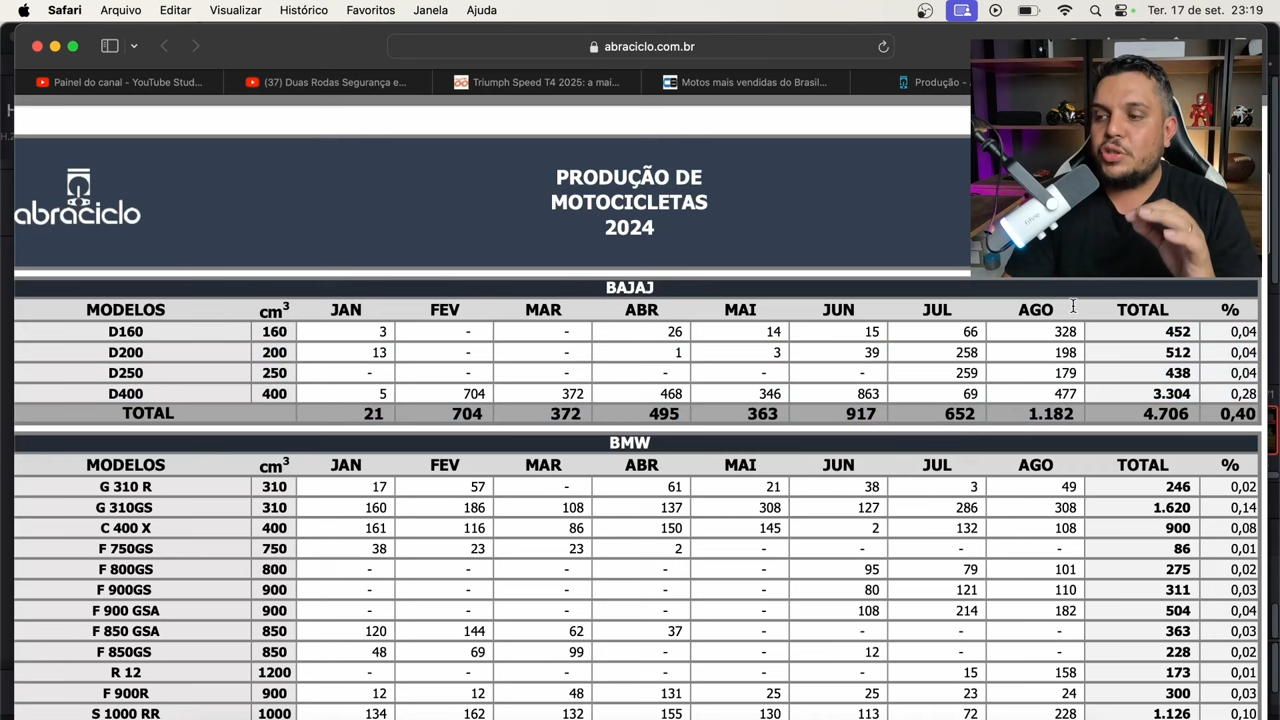 Safari Arquivo Editar Visualizar Histórico Favoritos Janela Ajuda Ter. 17 de set. 23:19
abraciclo.com.br
Painel do canal - YouTube Stud... (37) Duas Rodas Segurança e... Triumph Speed T4 2025: a mai... Motos mais vendidas do Brasil... Produção -
abraciclo
PRODUÇÃO DE
MOTOCICLETAS
2024
BAJAJ
MODELOS cm³ JAN FEV MAR ABR MAI JUN JUL AGO TOTAL %
D160 160 3 - - 26 14 15 66 328 452 0,04
D200 200 13 - - 1 3 39 258 198 512 0,04
D250 250 - - - - - - 259 179 438 0,04
D400 400 5 704 372 468 346 863 69 477 3.304 0,28
TOTAL 21 704 372 495 363 917 652 1.182 4.706 0,40
BMW
MODELOS cm³ JAN FEV MAR ABR MAI JUN JUL AGO TOTAL %
G 310 R 310 17 57 - 61 21 38 3 49 246 0,02
G 310GS 310 160 186 108 137 308 127 286 308 1.620 0,14
C 400 X 400 161 116 86 150 145 2 132 108 900 0,08
F 750GS 750 38 23 23 2 - - - - 86 0,01
F 800GS 800 - - - - - 95 79 101 275 0,02
F 900GS 900 - - - - - 80 121 110 311 0,03
F 900 GSA 900 - - - - - 108 214 182 504 0,04
F 850 GSA 850 120 144 62 37 - - - - 363 0,03
F 850GS 850 48 69 99 - - 12 - - 228 0,02
R 12 1200 - - - - - - 15 158 173 0,01
F 900R 900 12 12 48 131 25 25 23 24 300 0,03
S 1000 RR 1000 134 162 132 155 130 113 72 228 1.126 0,10